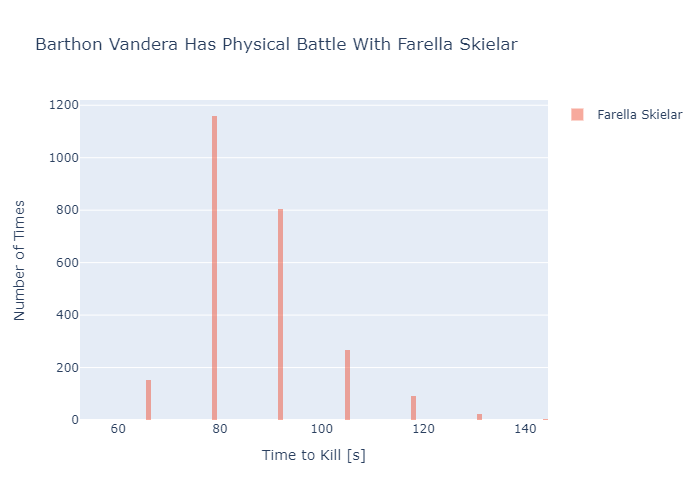 Barthon Vandera Has Physical Battle With Farella Skielar
1200
1000
800
600
400
200
0
Number of Times
60 80 100 120 140
Time to Kill [s]
Farella Skielar